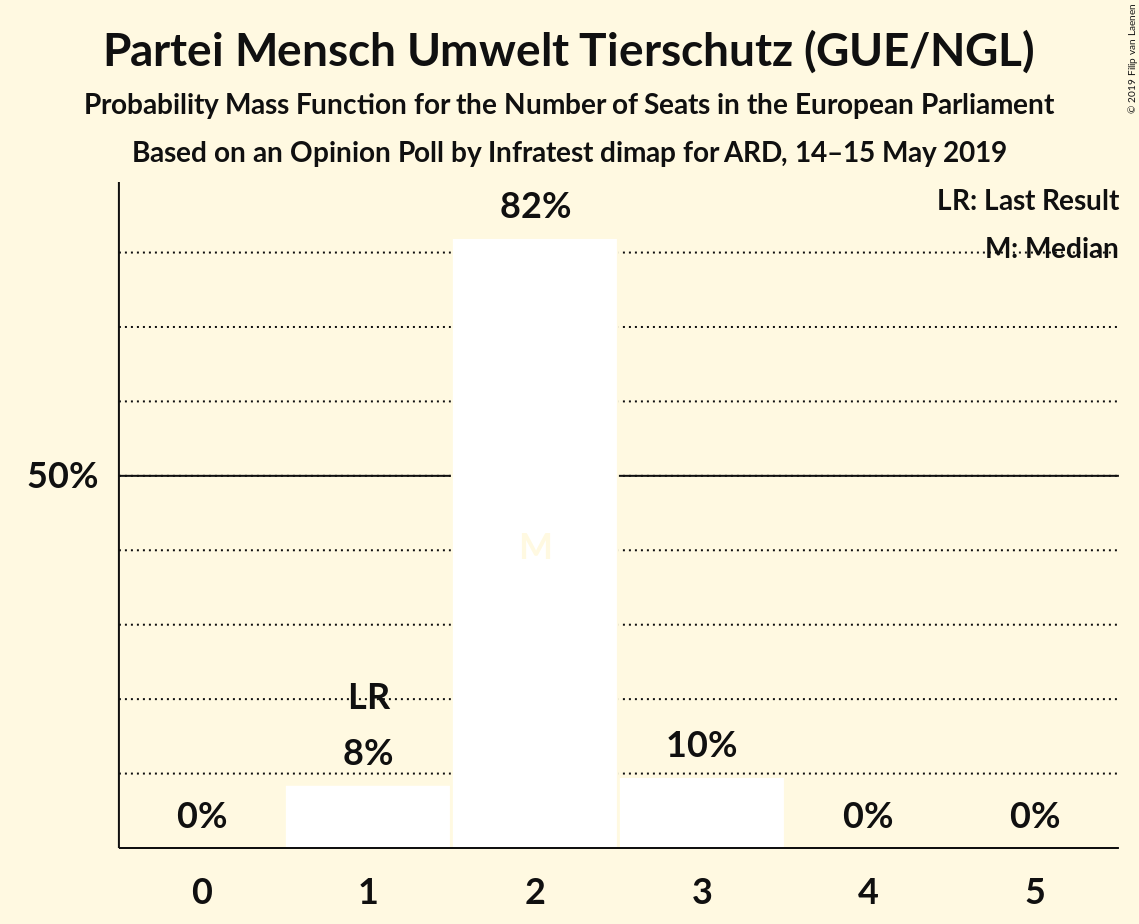 Partei Mensch Umwelt Tierschutz (GUE/NGL)
Probability Mass Function for the Number of Seats in the European Parliament
Based on an Opinion Poll by Infratest dimap for ARD, 14–15 May 2019
© 2019 Filip van Laenen
LR: Last Result
M: Median
82%
50%
M
LR
8%
10%
0%
0%
0%
0 1 2 3 4 5